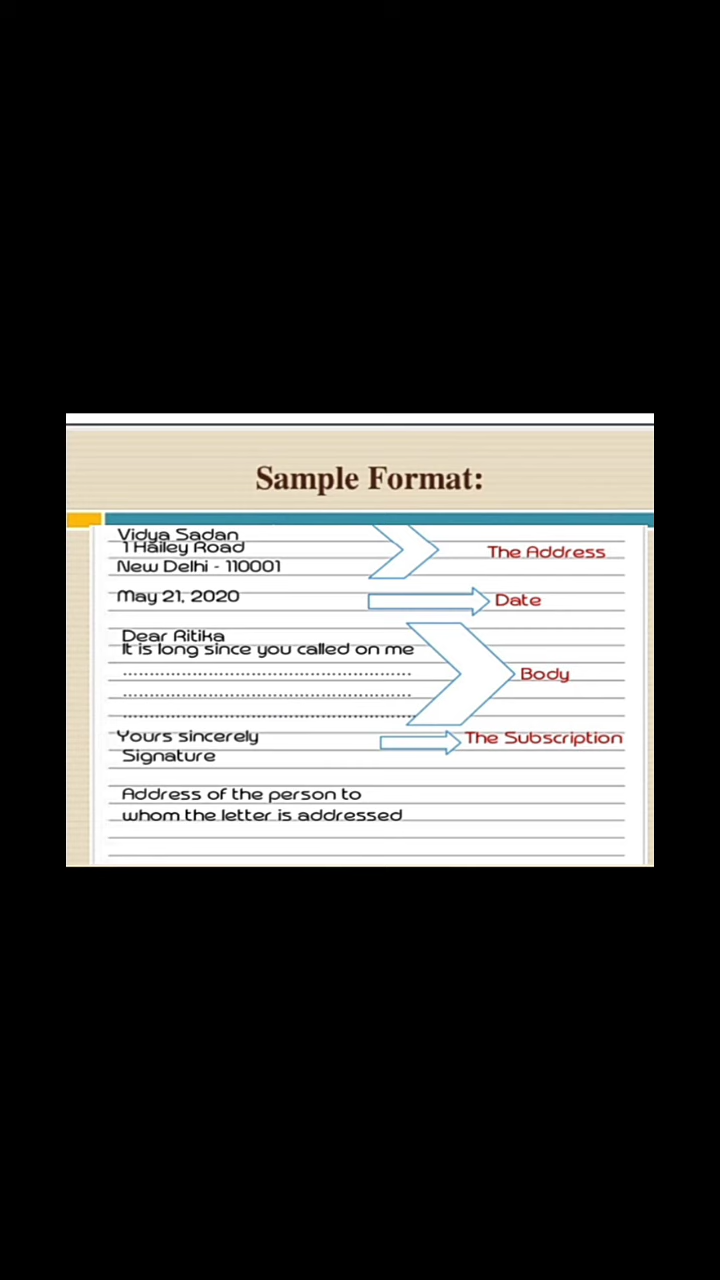 Sample Format:
Vidya Sadan
1 Hailey Road
The Address
New Delhi - 110001
May 21, 2020
Date
Dear Ritika
It is long since you called on me
..........................................................
..........................................................
..........................................................
Body
Yours sincerely
The Subscription
Signature
Address of the person to
whom the letter is addressed